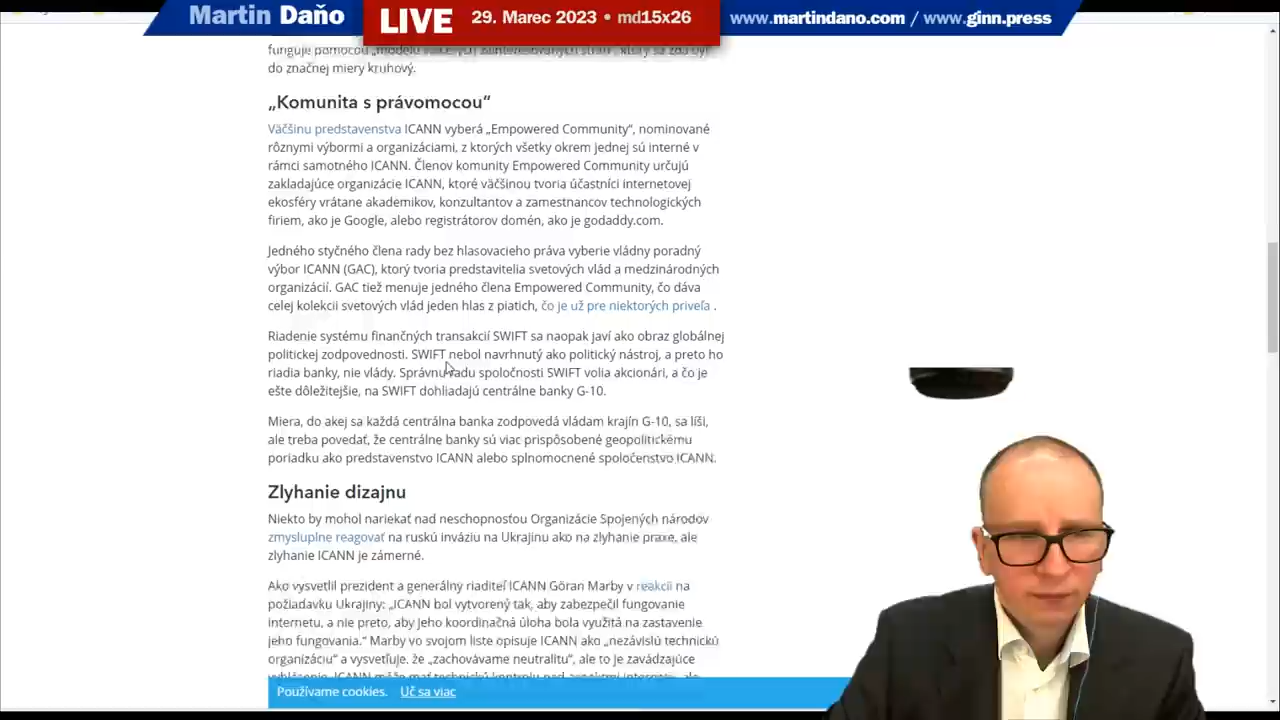 Martin Daňo
LIVE
29. Marec 2023 • md15x26
www.martindano.com / www.ginn.press
funguje pomocou „modelu
do značnej miery kruhový.
„Komunita s právomocou“
Väčšinu predstavenstva ICANN vyberá „Empowered Community“, nominované
rôznymi výbormi a organizáciami, z ktorých všetky okrem jednej sú interné v
rámci samotného ICANN. Členov komunity Empowered Community určujú
zakladajúce organizácie ICANN, ktoré väčšinou tvoria účastníci internetovej
ekosféry vrátane akademikov, konzultantov a zamestnancov technologických
firiem, ako je Google, alebo registrátorov domén, ako je godaddy.com.
Jedného styčného člena rady bez hlasovacieho práva vyberie vládny poradný
výbor ICANN (GAC), ktorý tvoria predstavitelia svetových vlád a medzinárodných
organizácií. GAC tiež menuje jedného člena Empowered Community, čo dáva
celej kolekcii svetových vlád jeden hlas z piatich, čo je už pre niektorých priveľa .
Riadenie systému finančných transakcií SWIFT sa naopak javí ako obraz globálnej
politickej zodpovednosti. SWIFT nebol navrhnutý ako politický nástroj, a preto ho
riadia banky, nie vlády. Správnu radu spoločnosti SWIFT volia akcionári, a čo je
ešte dôležitejšie, na SWIFT dohliadajú centrálne banky G-10.
Miera, do akej sa každá centrálna banka zodpovedá vládam krajín G-10, sa líši,
ale treba povedať, že centrálne banky sú viac prispôsobené geopolitickému
poriadku ako predstavenstvo ICANN alebo splnomocnené spoločenstvo ICANN.
Zlyhanie dizajnu
Niekto by mohol nariekať nad neschopnosťou Organizácie Spojených národov
zmysluplne reagovať na ruskú inváziu na Ukrajinu ako na zlyhanie praxe, ale
zlyhanie ICANN je zámerné.
Ako vysvetlil prezident a generálny riaditeľ ICANN Göran Marby v reakcii na
požiadavku Ukrajiny: „ICANN bol vytvorený tak, aby zabezpečil fungovanie
internetu, a nie preto, aby jeho koordinačná úloha bola využitá na zastavenie
jeho fungovania.“ Marby vo svojom liste opisuje ICANN ako „nezávislú technickú
organizáciu“ a vysvetľuje, že „zachovávame neutralitu“, ale to je zavádzajúce
Používame cookies. Uč sa viac